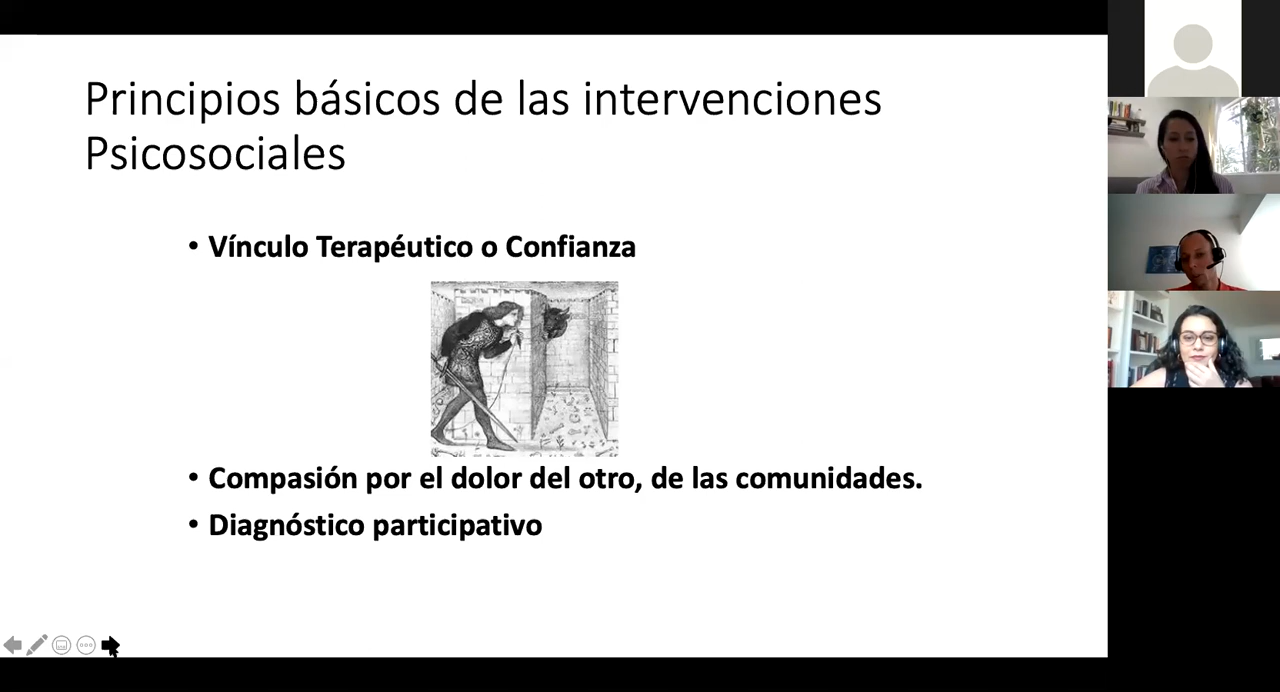 Principios básicos de las intervenciones
Psicosociales
• Vínculo Terapéutico o Confianza
• Compasión por el dolor del otro, de las comunidades.
• Diagnóstico participativo